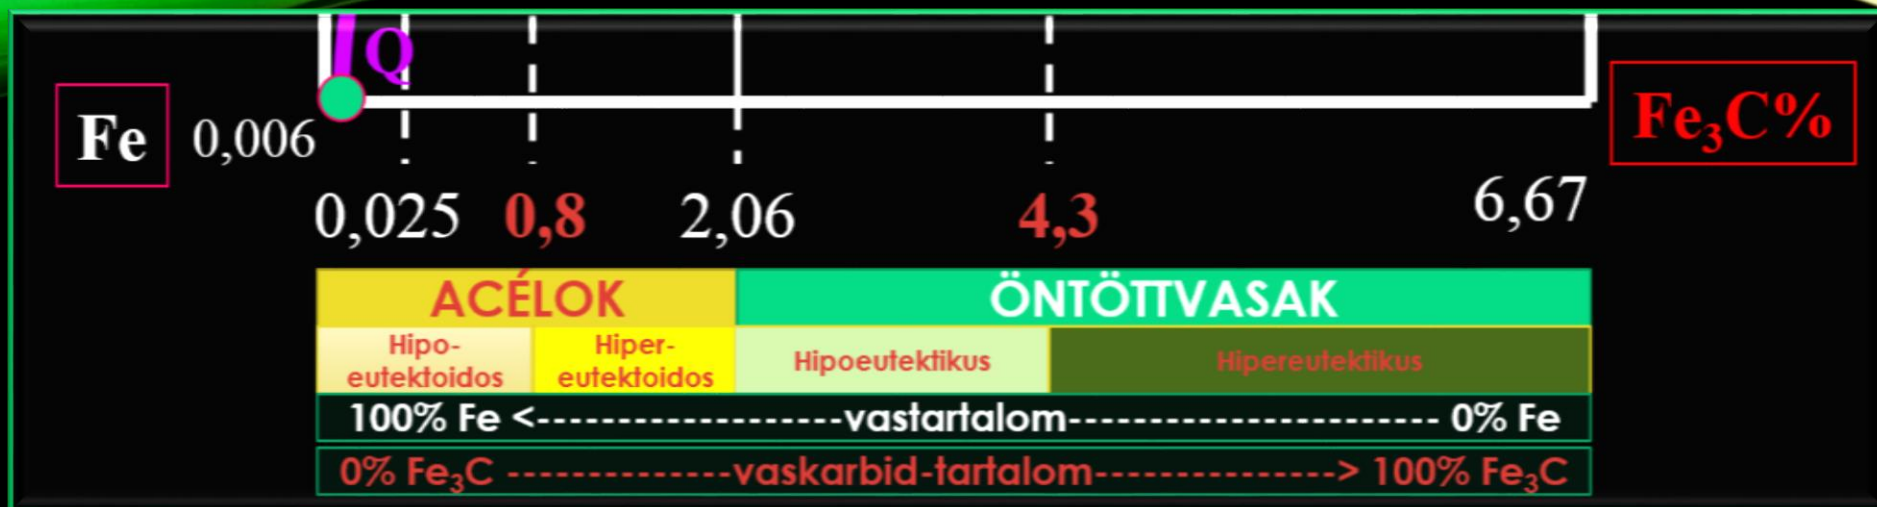 Q
Fe
0,006
Fe₃C%
0,025 0,8 2,06 4,3 6,67
ACÉLOK ÖNTÖTTVASAK
Hipo-
eutektoidos
Hiper-
eutektoidos
Hipoeutektikus
Hipereutektikus
100% Fe <-------------------vastartalom----------------------- 0% Fe
0% Fe₃C --------------vaskarbid-tartalom---------------> 100% Fe₃C